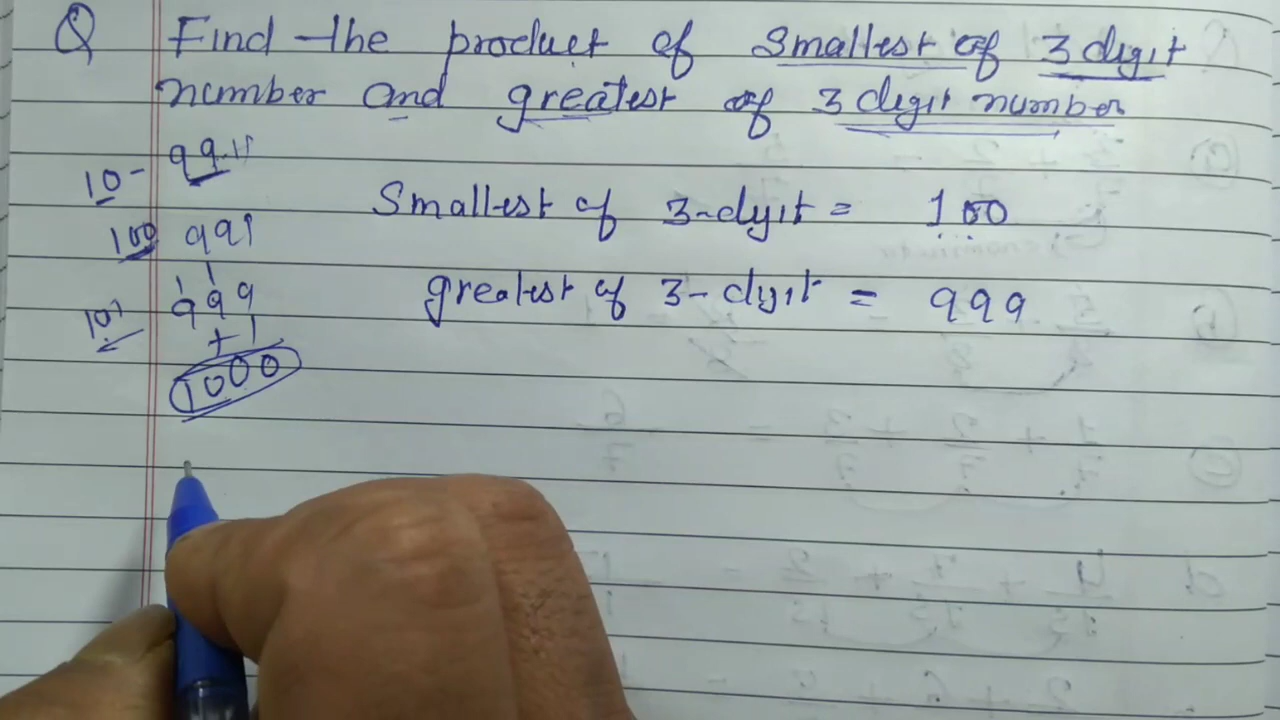 Q Find the product of smallest of 3 digit
number and greatest of 3 digit number
10- 99
Smallest of 3-digit = 100
100 991
999
+1
greatest of 3-digit = 999
1000